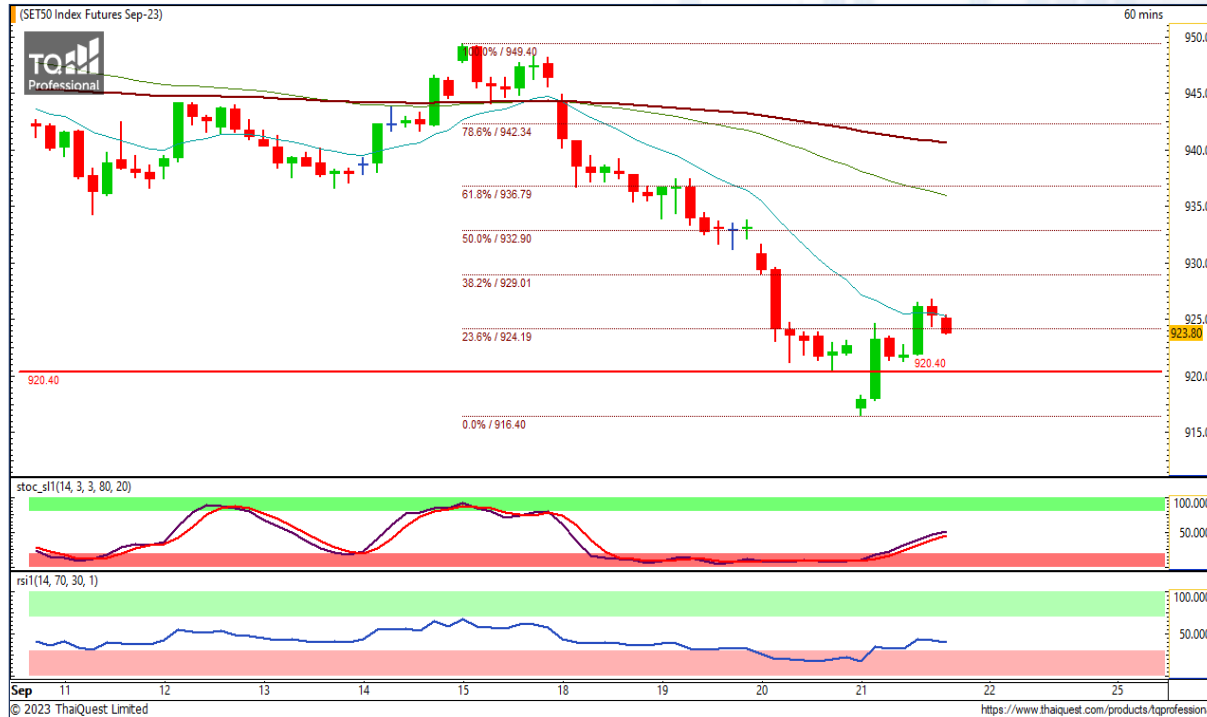 (SET50 Index Futures Sep-23) 60 mins
TQ
Professional
950.0
100.0% / 949.40
945.0
78.6% / 942.34
940.0
61.8% / 936.79
935.0
50.0% / 932.90
930.0
38.2% / 929.01
925.0
23.6% / 924.19
923.80
920.40
920.40
920.0
0.0% / 916.40
915.0
stoc_sl1(14, 3, 3, 80, 20)
100.000
50.000
rsi1(14, 70, 30, 1)
100.000
50.000
Sep 11 12 13 14 15 18 19 20 21 22 25
© 2023 ThaiQuest Limited https://www.thaiquest.com/products/tqprofession